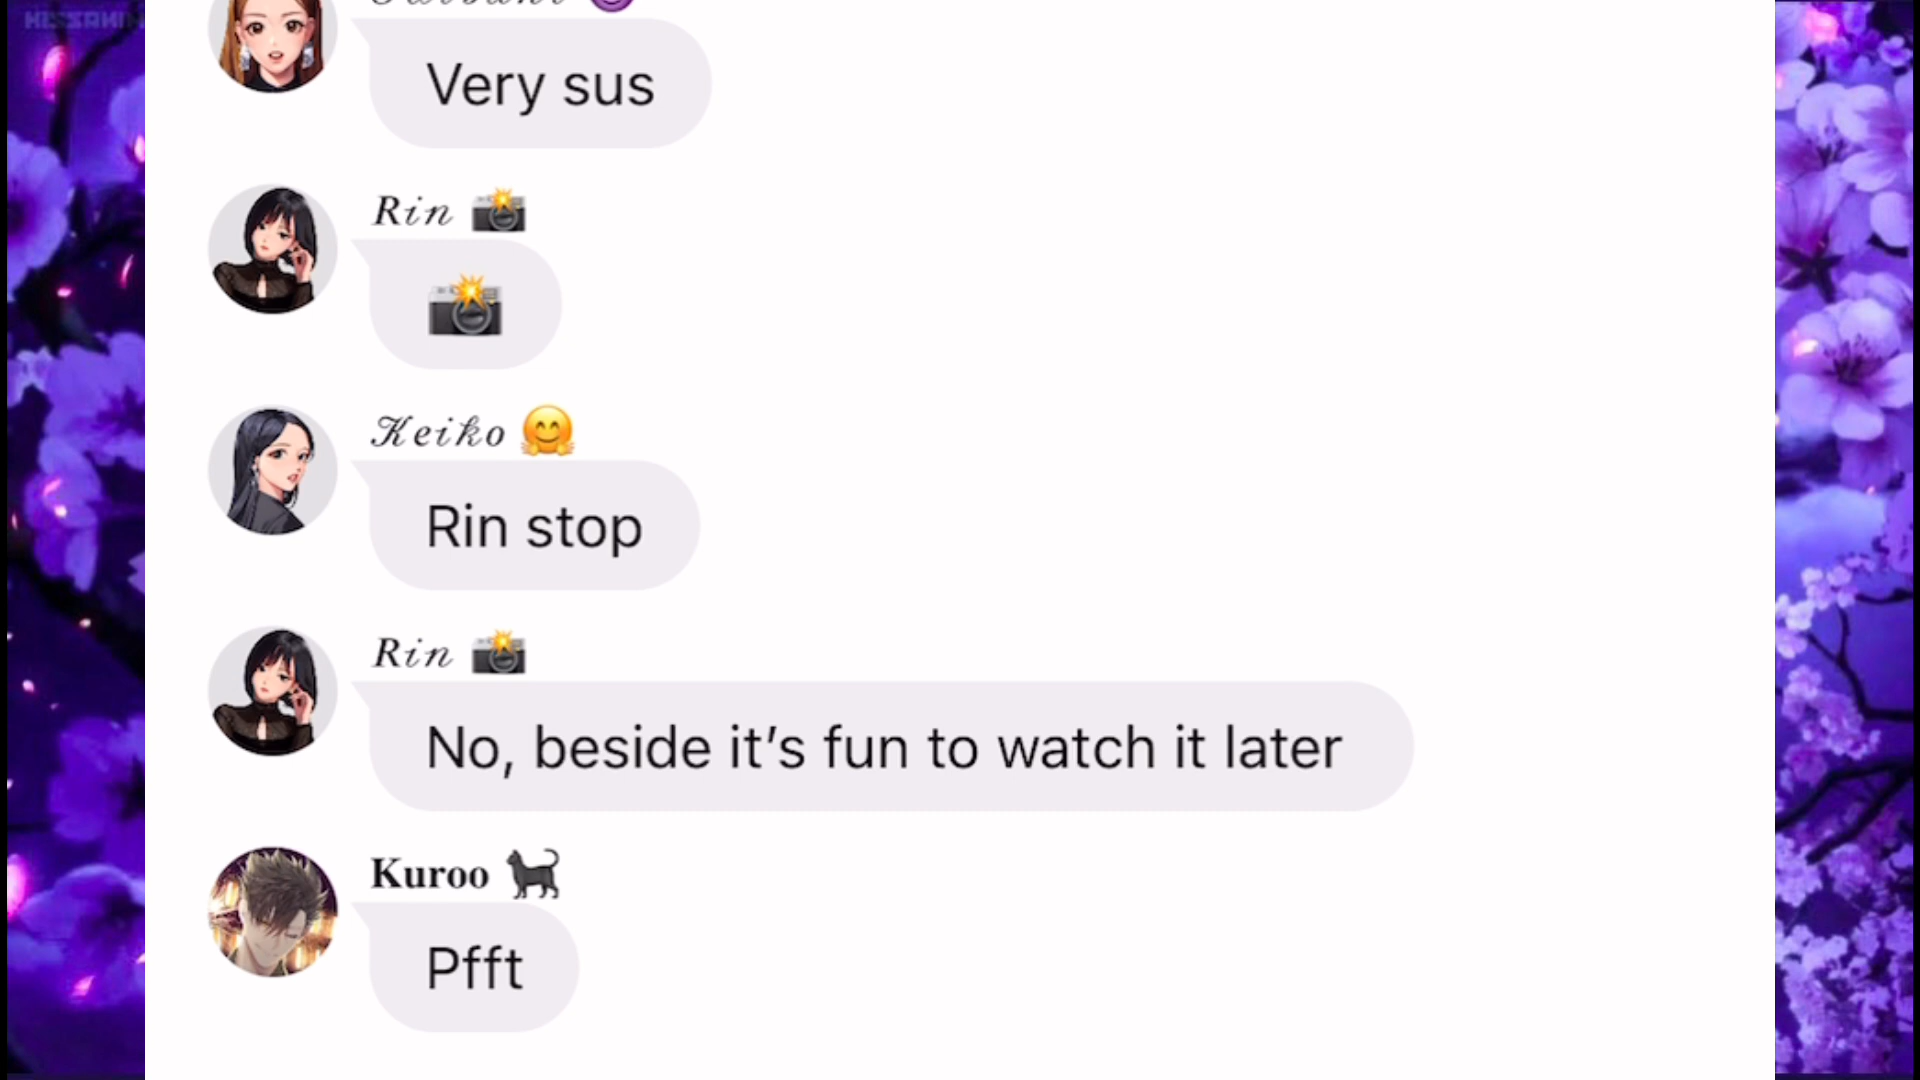 Very sus
Rin 📸
📸
Keiko 🤗
Rin stop
Rin 📸
No, beside it’s fun to watch it later
Kuroo 🐈‍⬛
Pfft